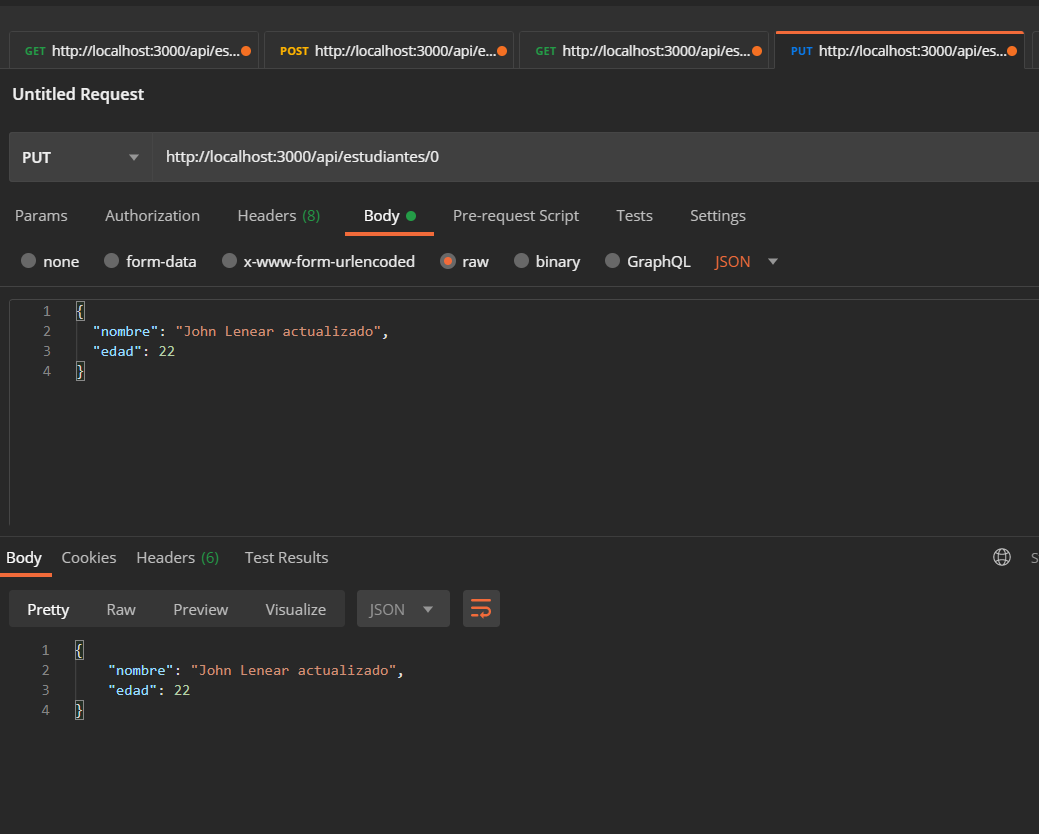 GET http://localhost:3000/api/es... POST http://localhost:3000/api/e... GET http://localhost:3000/api/es... PUT http://localhost:3000/api/es...
Untitled Request
PUT http://localhost:3000/api/estudiantes/0
Params Authorization Headers (8) Body Pre-request Script Tests Settings
none form-data x-www-form-urlencoded raw binary GraphQL JSON
1 {
2 "nombre": "John Lenear actualizado",
3 "edad": 22
4 }
Body Cookies Headers (6) Test Results S
Pretty Raw Preview Visualize JSON
1 {
2 "nombre": "John Lenear actualizado",
3 "edad": 22
4 }